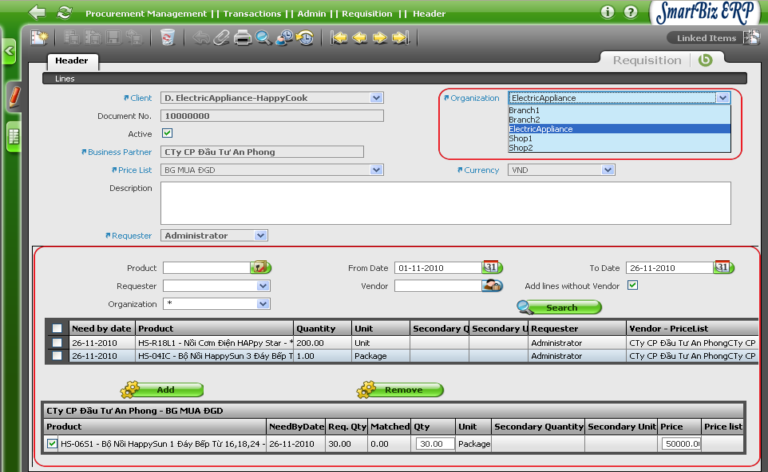 Procurement Management || Transactions || Admin || Requisition || Header
SmartBiz ERP
Linked Items
Header
Requisition
Lines
Client D. ElectricAppliance-HappyCook
Organization ElectricAppliance
Branch1
Branch2
ElectricAppliance
Shop1
Shop2
Document No. 10000000
Active
Business Partner CTy CP Đầu Tư An Phong
Price List BG MUA ĐGD
Currency VND
Description
Requester Administrator
Product From Date 01-11-2010 31 To Date 26-11-2010 31
Requester Vendor Add lines without Vendor
Organization *
Search
Need by date Product Quantity Unit Secondary Q Secondary U Requester Vendor - PriceList
26-11-2010 HS-R18L1 - Nồi Cơm Điện HAPpy Star - * 200.00 Unit Administrator CTy CP Đầu Tư An PhongCTy CP
26-11-2010 HS-04IC - Bộ Nồi HappySun 3 Đáy Bếp T 1.00 Package Administrator CTy CP Đầu Tư An PhongCTy CP
Add Remove
CTy CP Đầu Tư An Phong - BG MUA ĐGD
Product NeedByDate Req. Qty Matched Qty Unit Secondary Quantity Secondary Unit Price Price list
HS-06S1 - Bộ Nồi HappySun 1 Đáy Bếp Từ 16,18,24 - 26-11-2010 30.00 0.00 30.00 Package 50000.0